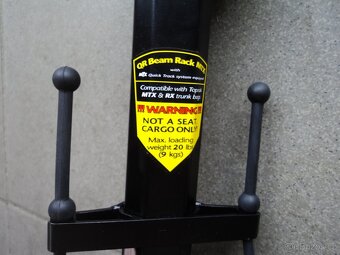 QR Beam Rack MTX
with
Quick Track system equipped
Compatible with Topeak
MTX & RX trunk bags
WARNING!
NOT A SEAT
CARGO ONLY!
Max. loading
weight 20 lbs
(9 kgs)